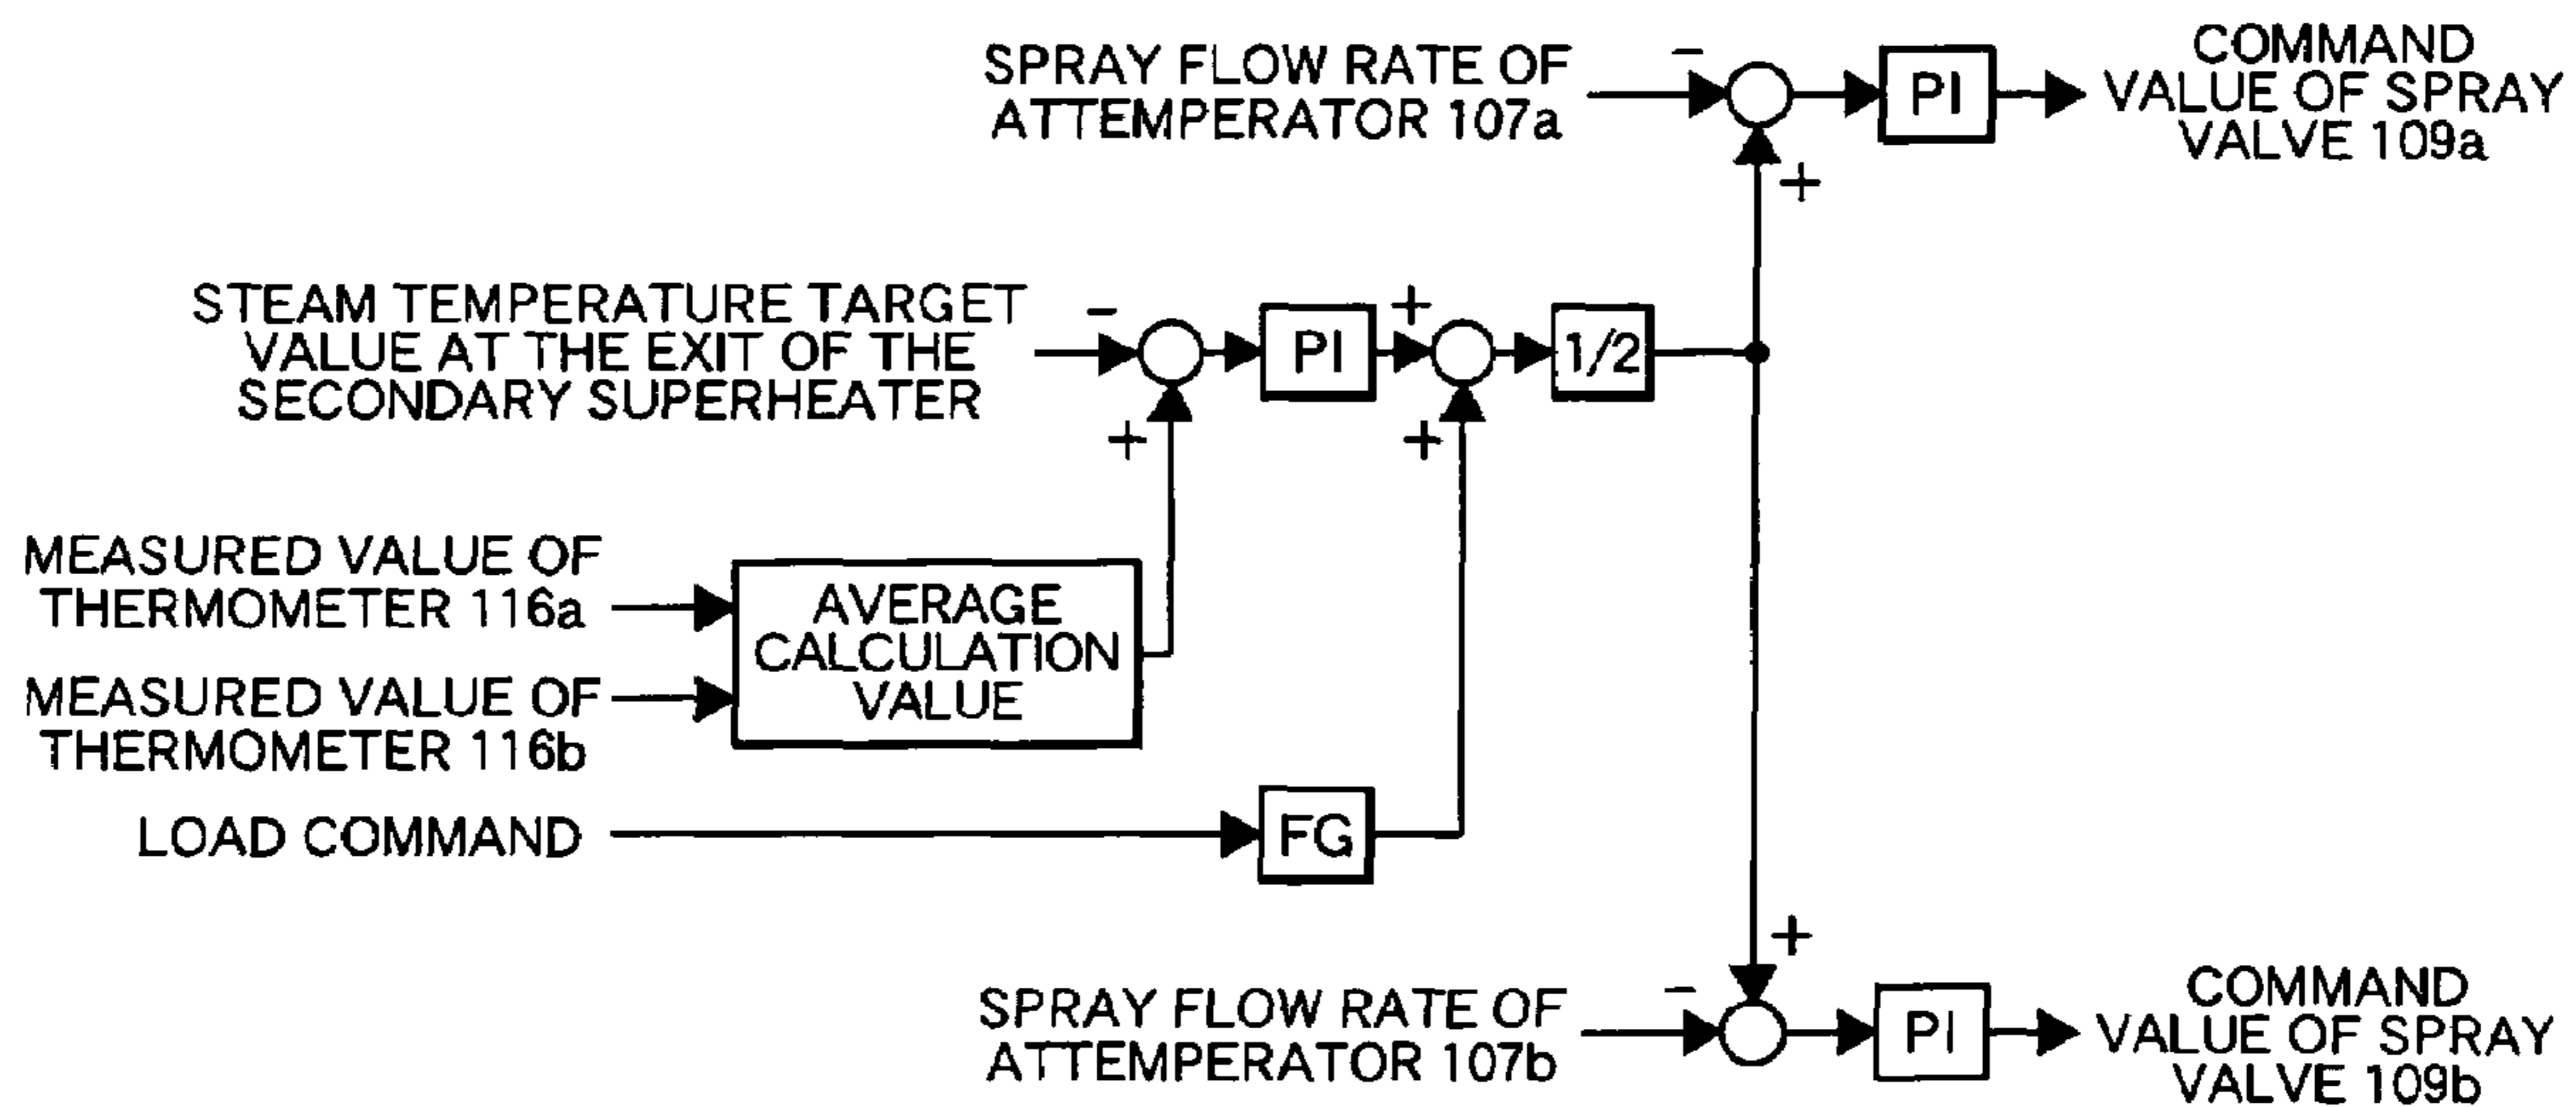 SPRAY FLOW RATE OF
ATTEMPERATOR 107a
-
+
PI
COMMAND
VALUE OF SPRAY
VALVE 109a
STEAM TEMPERATURE TARGET
VALUE AT THE EXIT OF THE
SECONDARY SUPERHEATER
-
+
PI
+
+
1/2
MEASURED VALUE OF
THERMOMETER 116a
MEASURED VALUE OF
THERMOMETER 116b
AVERAGE
CALCULATION
VALUE
LOAD COMMAND
FG
SPRAY FLOW RATE OF
ATTEMPERATOR 107b
-
+
PI
COMMAND
VALUE OF SPRAY
VALVE 109b